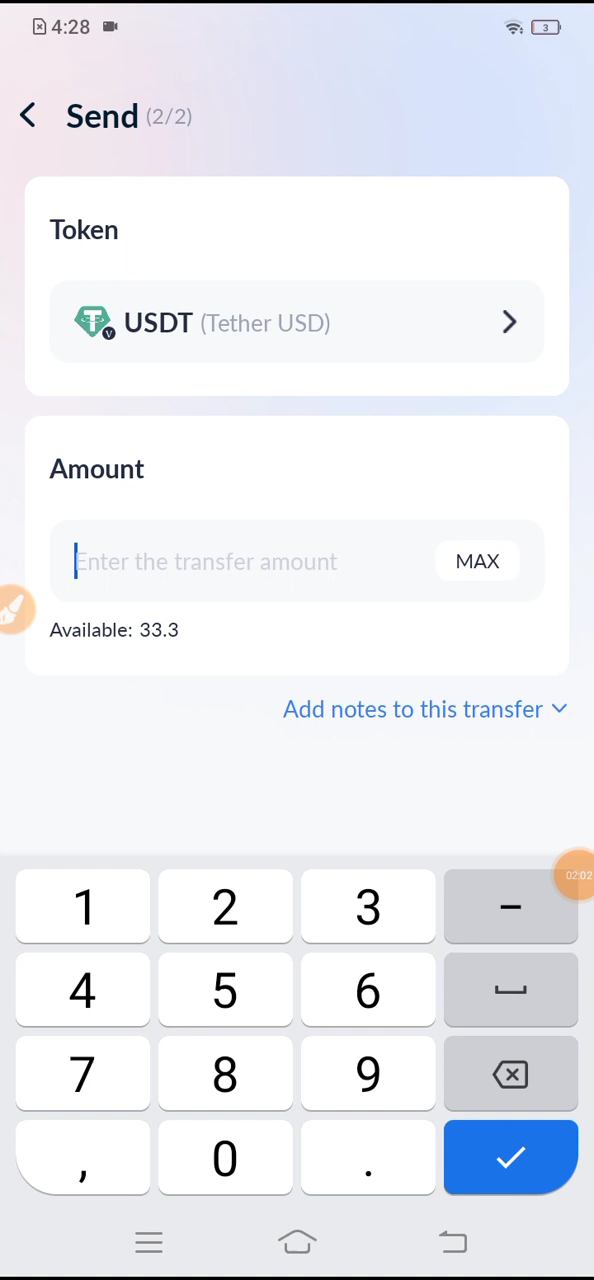 4:28
3
Send (2/2)
Token
USDT (Tether USD)
Amount
Enter the transfer amount
MAX
Available: 33.3
Add notes to this transfer
1 2 3 –
02:02
4 5 6
7 8 9
, 0 .